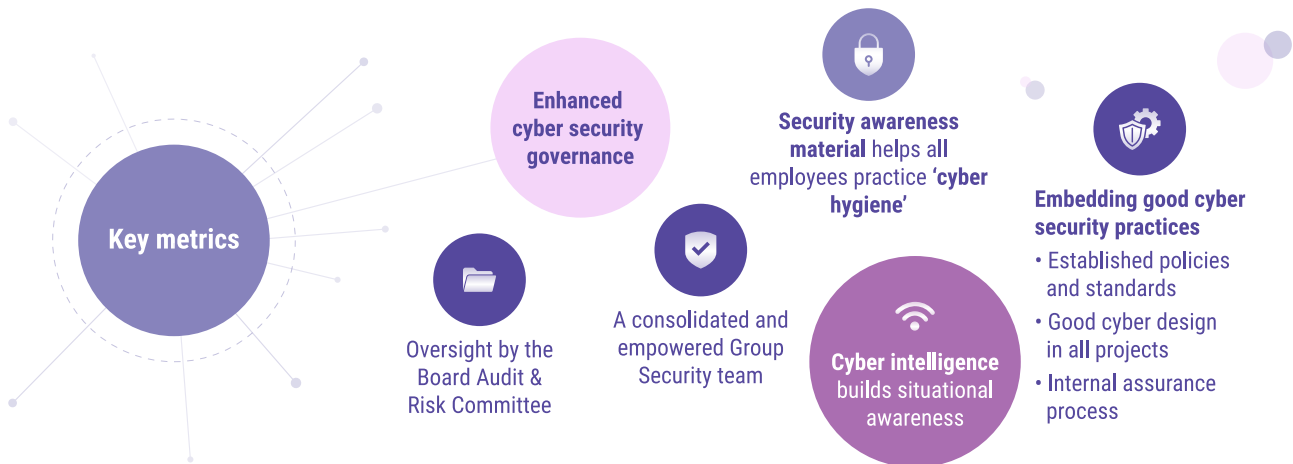 Key metrics
Enhanced
cyber security
governance
Oversight by the
Board Audit &
Risk Committee
A consolidated and
empowered Group
Security team
Security awareness
material helps all
employees practice ‘cyber
hygiene’
Cyber intelligence
builds situational
awareness
Embedding good cyber
security practices
• Established policies
and standards
• Good cyber design
in all projects
• Internal assurance
process